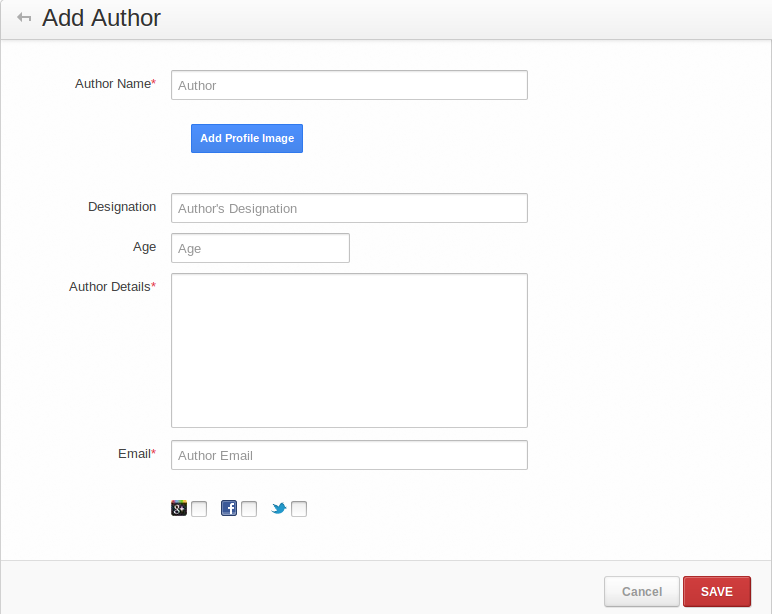 Add Author
Author Name*
Author
Add Profile Image
Designation
Author's Designation
Age
Age
Author Details*
Email*
Author Email
g+ f
Cancel SAVE